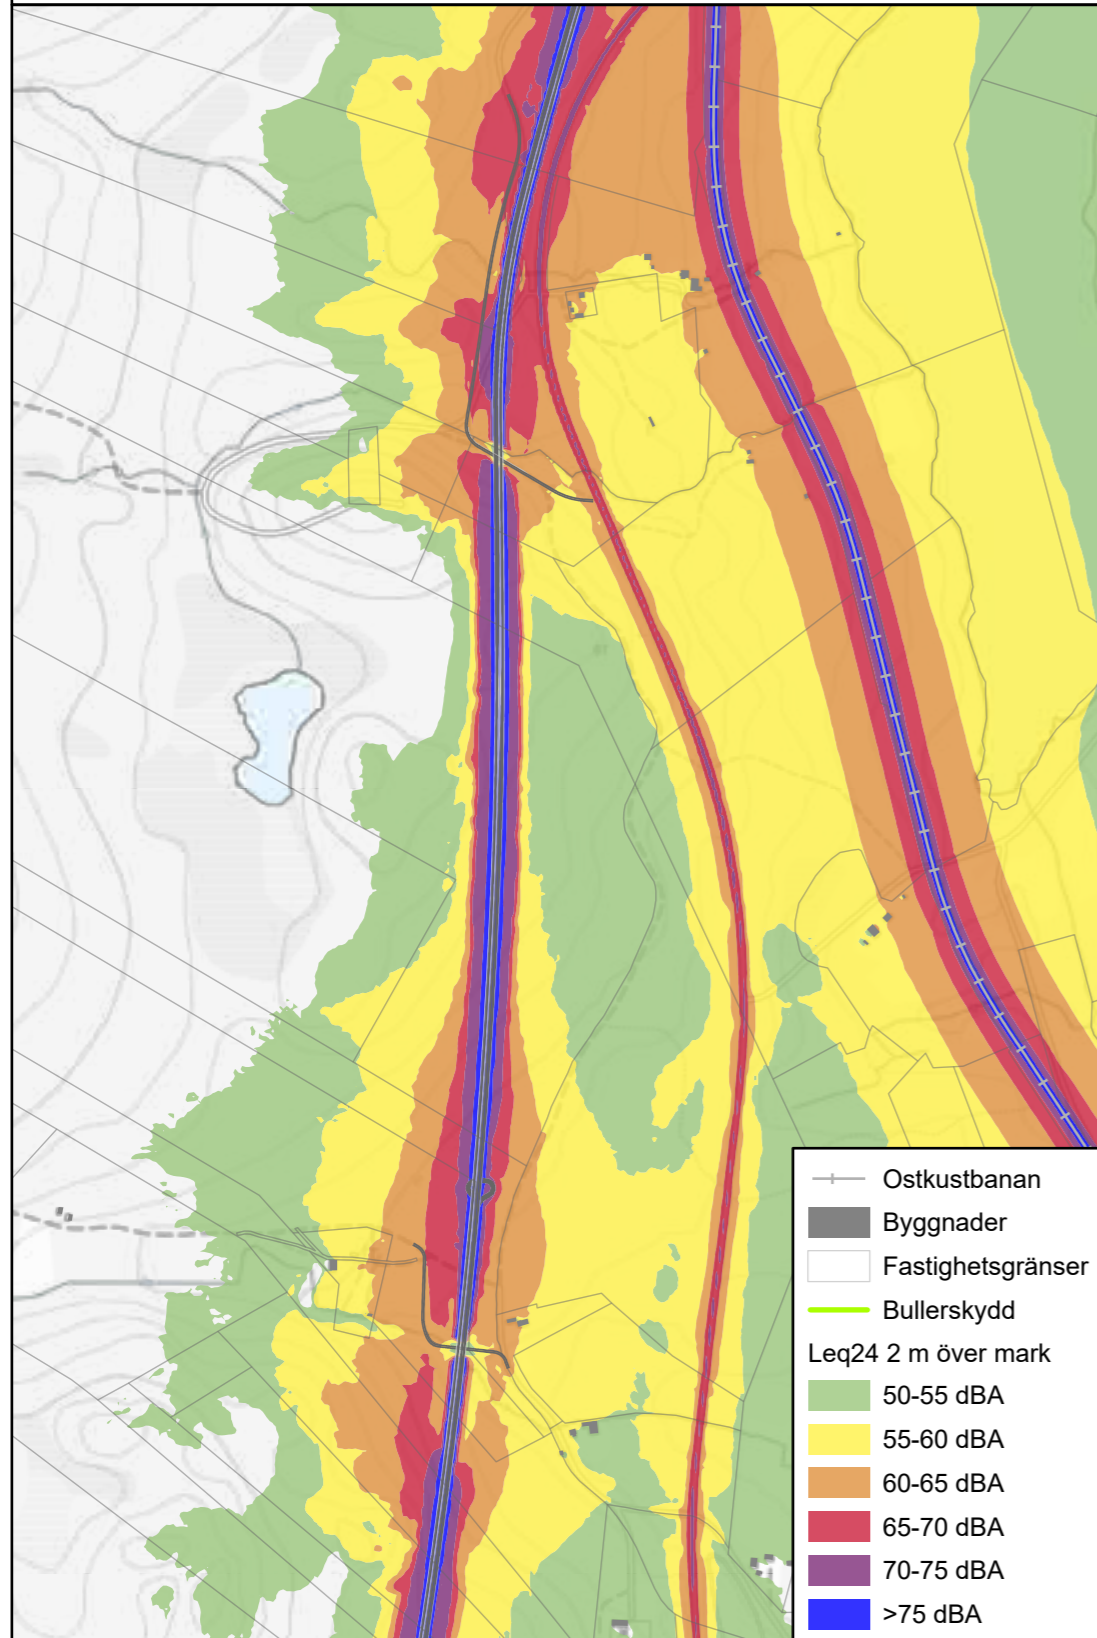 Ostkustbanan
Byggnader
Fastighetsgränser
Bullerskydd
Leq24 2 m över mark
50-55 dBA
55-60 dBA
60-65 dBA
65-70 dBA
70-75 dBA
>75 dBA